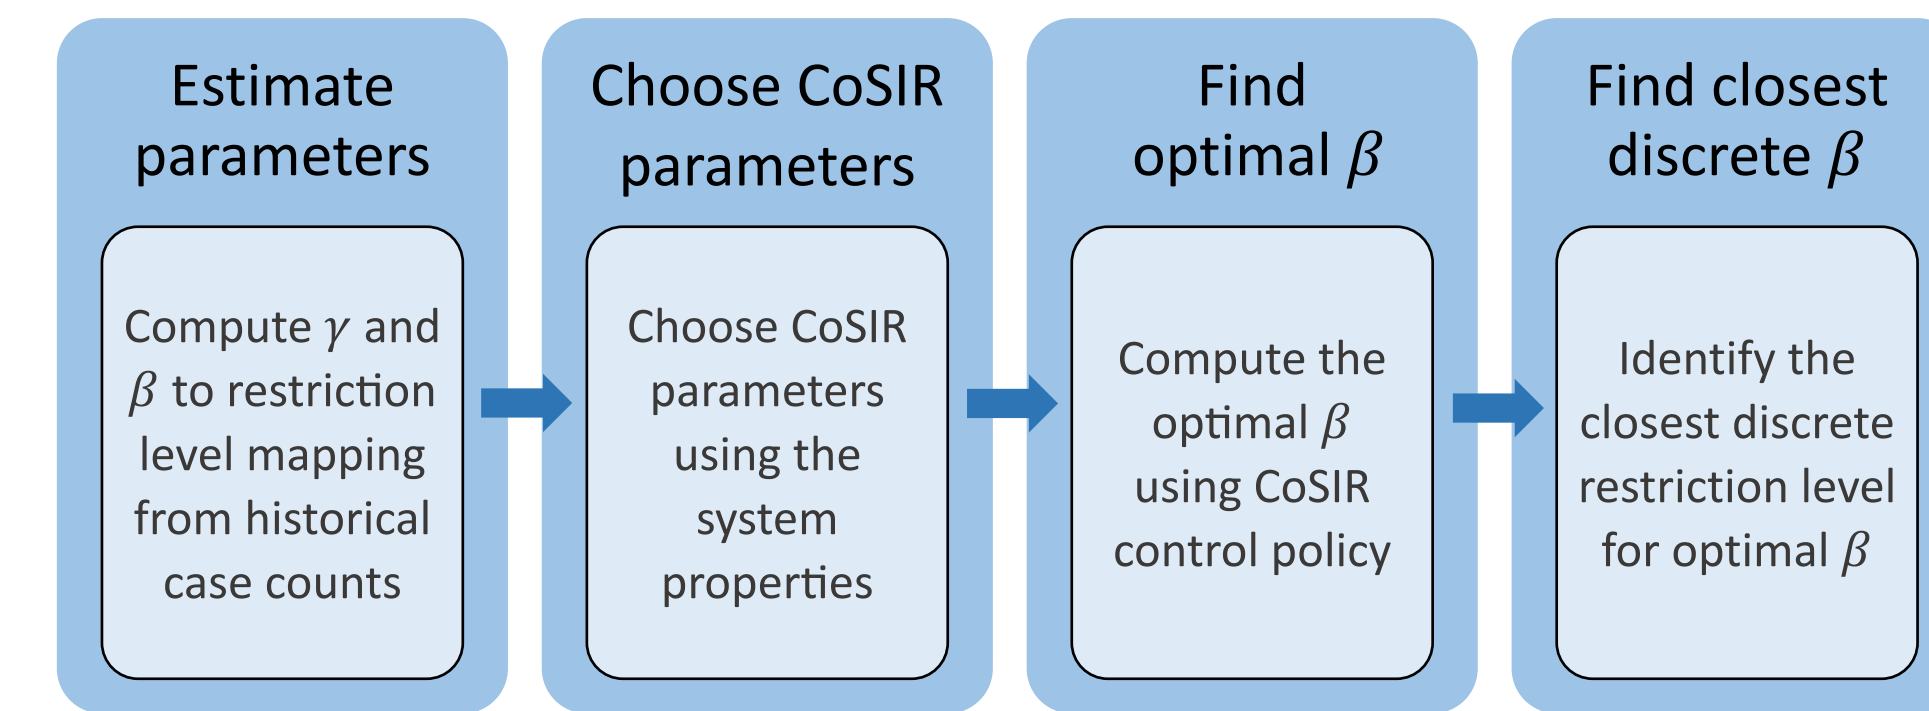 Estimate
parameters
Compute γ and
β to restriction
level mapping
from historical
case counts
Choose CoSIR
parameters
Choose CoSIR
parameters
using the
system
properties
Find
optimal β
Compute the
optimal β
using CoSIR
control policy
Find closest
discrete β
Identify the
closest discrete
restriction level
for optimal β